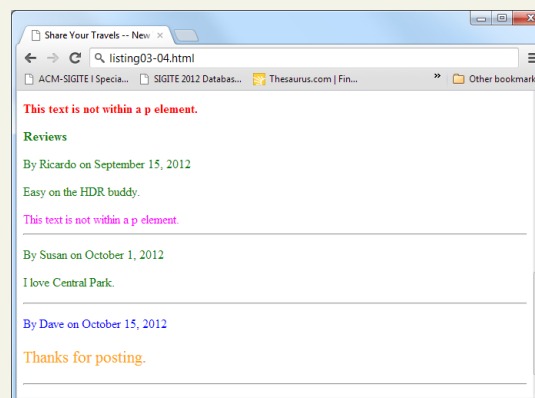 Share Your Travels -- New
listing03-04.html
ACM-SIGITE I Specia... SIGITE 2012 Databas... Thesaurus.com | Fin... » Other bookmark
This text is not within a p element.
Reviews
By Ricardo on September 15, 2012
Easy on the HDR buddy.
This text is not within a p element.
By Susan on October 1, 2012
I love Central Park.
By Dave on October 15, 2012
Thanks for posting.